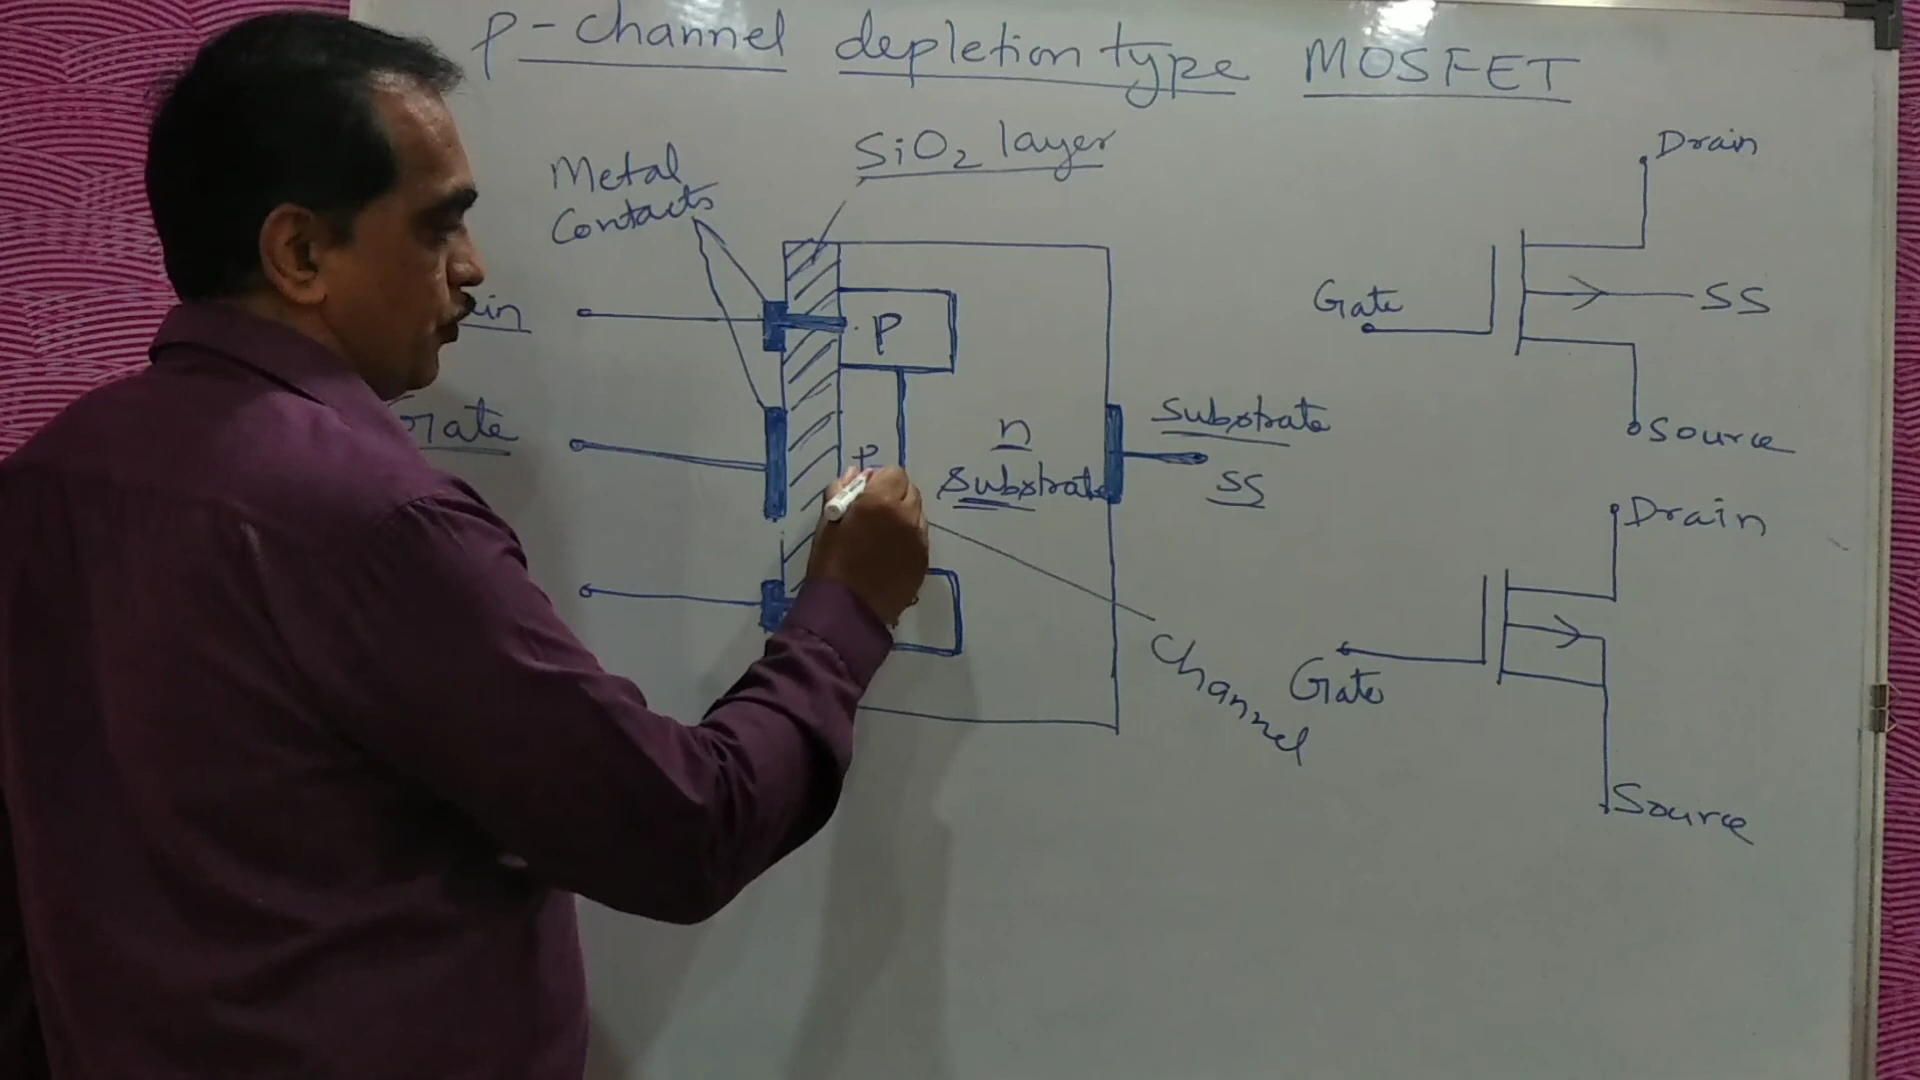 p-channel depletion type MOSFET
SiO2 layer
Metal
Contacts
Drain
Gate
SS
Source
P
P
n
substrate
Substrate
SS
Channel
Drain
Gate
Source